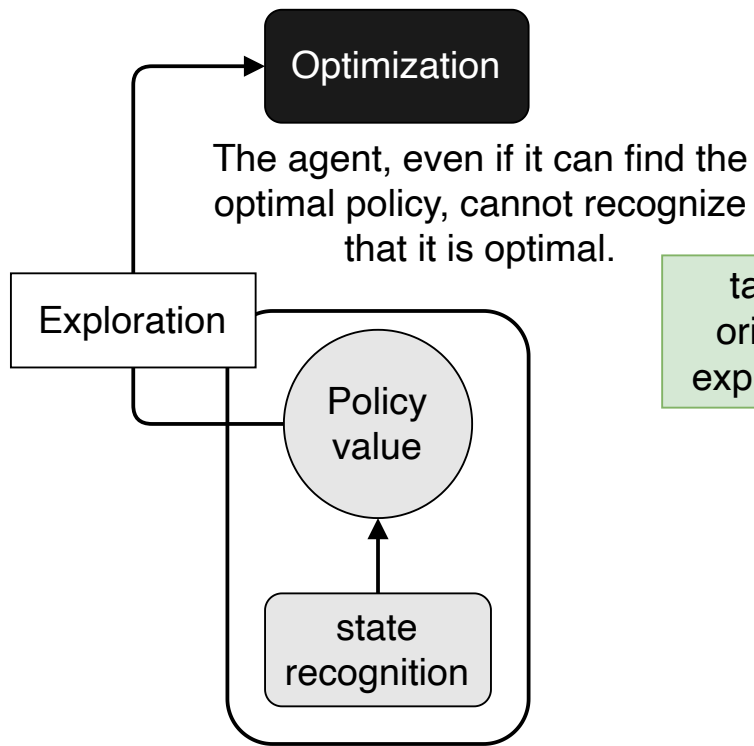 Optimization
The agent, even if it can find the
optimal policy, cannot recognize
that it is optimal.
Exploration
Policy
value
state
recognition